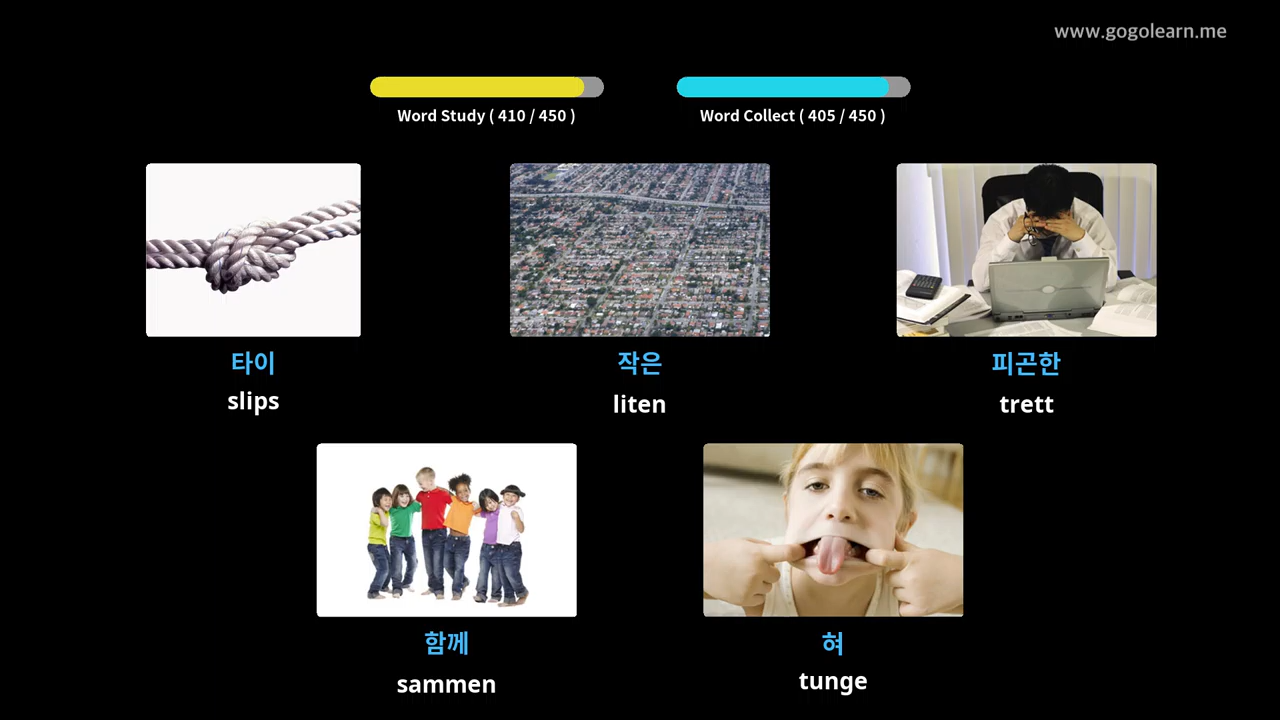 www.gogolearn.me
Word Study ( 410 / 450 )
Word Collect ( 405 / 450 )
타이
slips
작은
liten
피곤한
trett
함께
sammen
혀
tunge